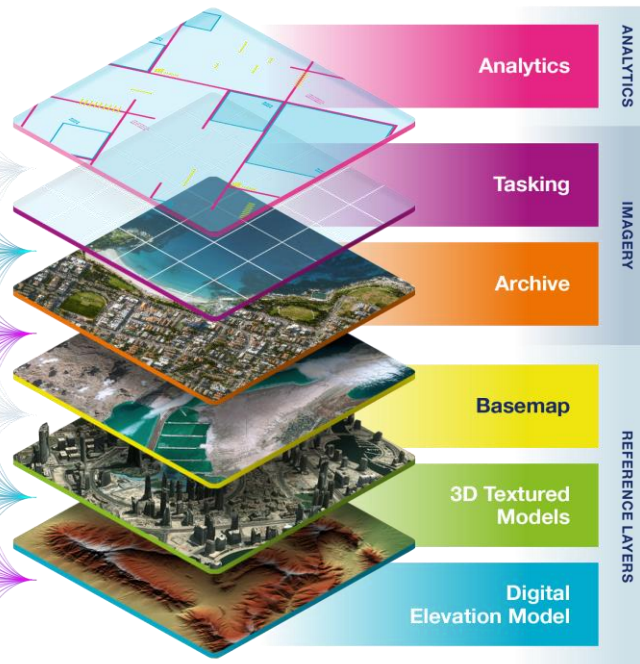 Analytics
ANALYTICS
Tasking
IMAGERY
Archive
Basemap
3D Textured
Models
REFERENCE LAYERS
Digital
Elevation Model